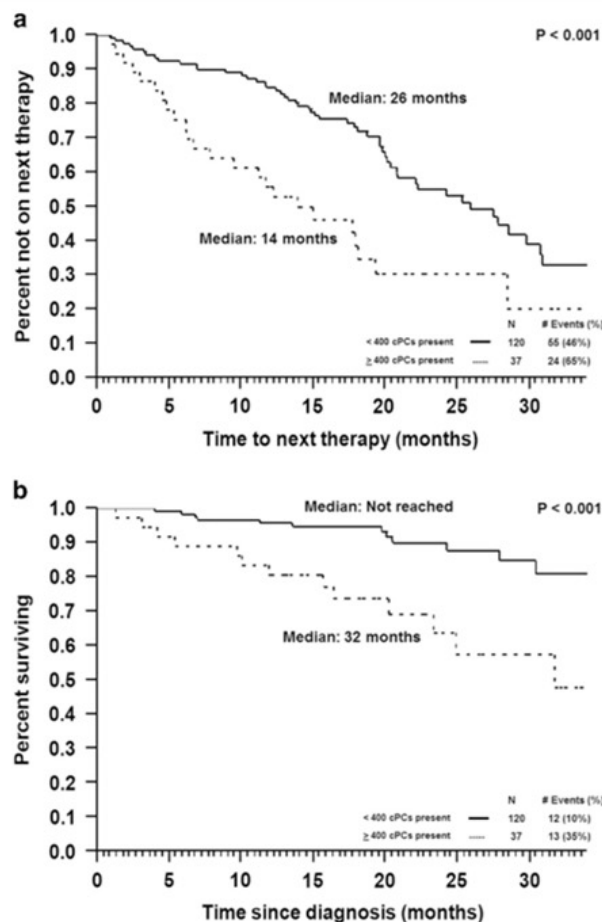 a
P < 0.001
Percent not on next therapy
1.0
0.9
0.8
0.7
0.6
0.5
0.4
0.3
0.2
0.1
0.0
Median: 26 months
Median: 14 months
N # Events (%)
< 400 cPCs present 120 55 (46%)
≥ 400 cPCs present 37 24 (65%)
0 5 10 15 20 25 30
Time to next therapy (months)
b
Median: Not reached
P < 0.001
Percent surviving
1.0
0.9
0.8
0.7
0.6
0.5
0.4
0.3
0.2
0.1
0.0
Median: 32 months
N # Events (%)
< 400 cPCs present 120 12 (10%)
≥ 400 cPCs present 37 13 (35%)
0 5 10 15 20 25 30
Time since diagnosis (months)